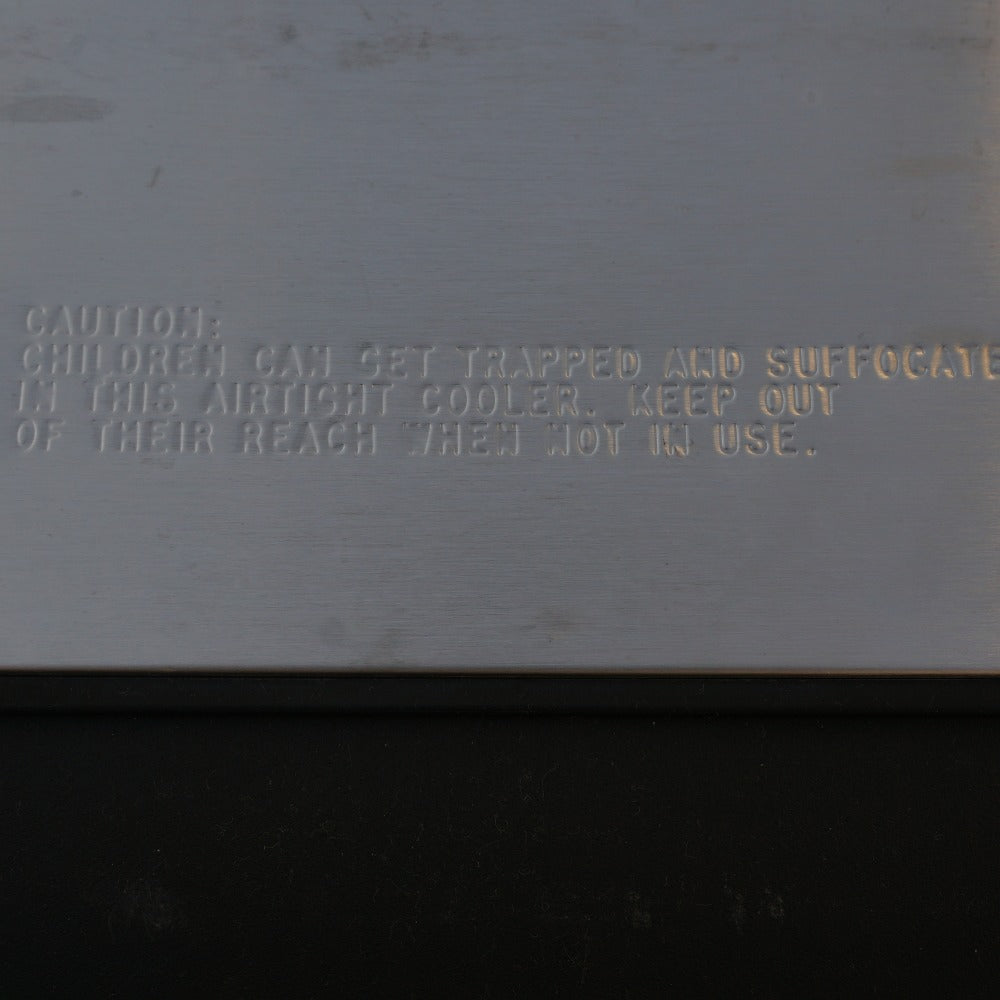 CAUTION:
CHILDREN CAN GET TRAPPED AND SUFFOCATE
IN THIS AIRTIGHT COOLER. KEEP OUT
OF THEIR REACH WHEN NOT IN USE.